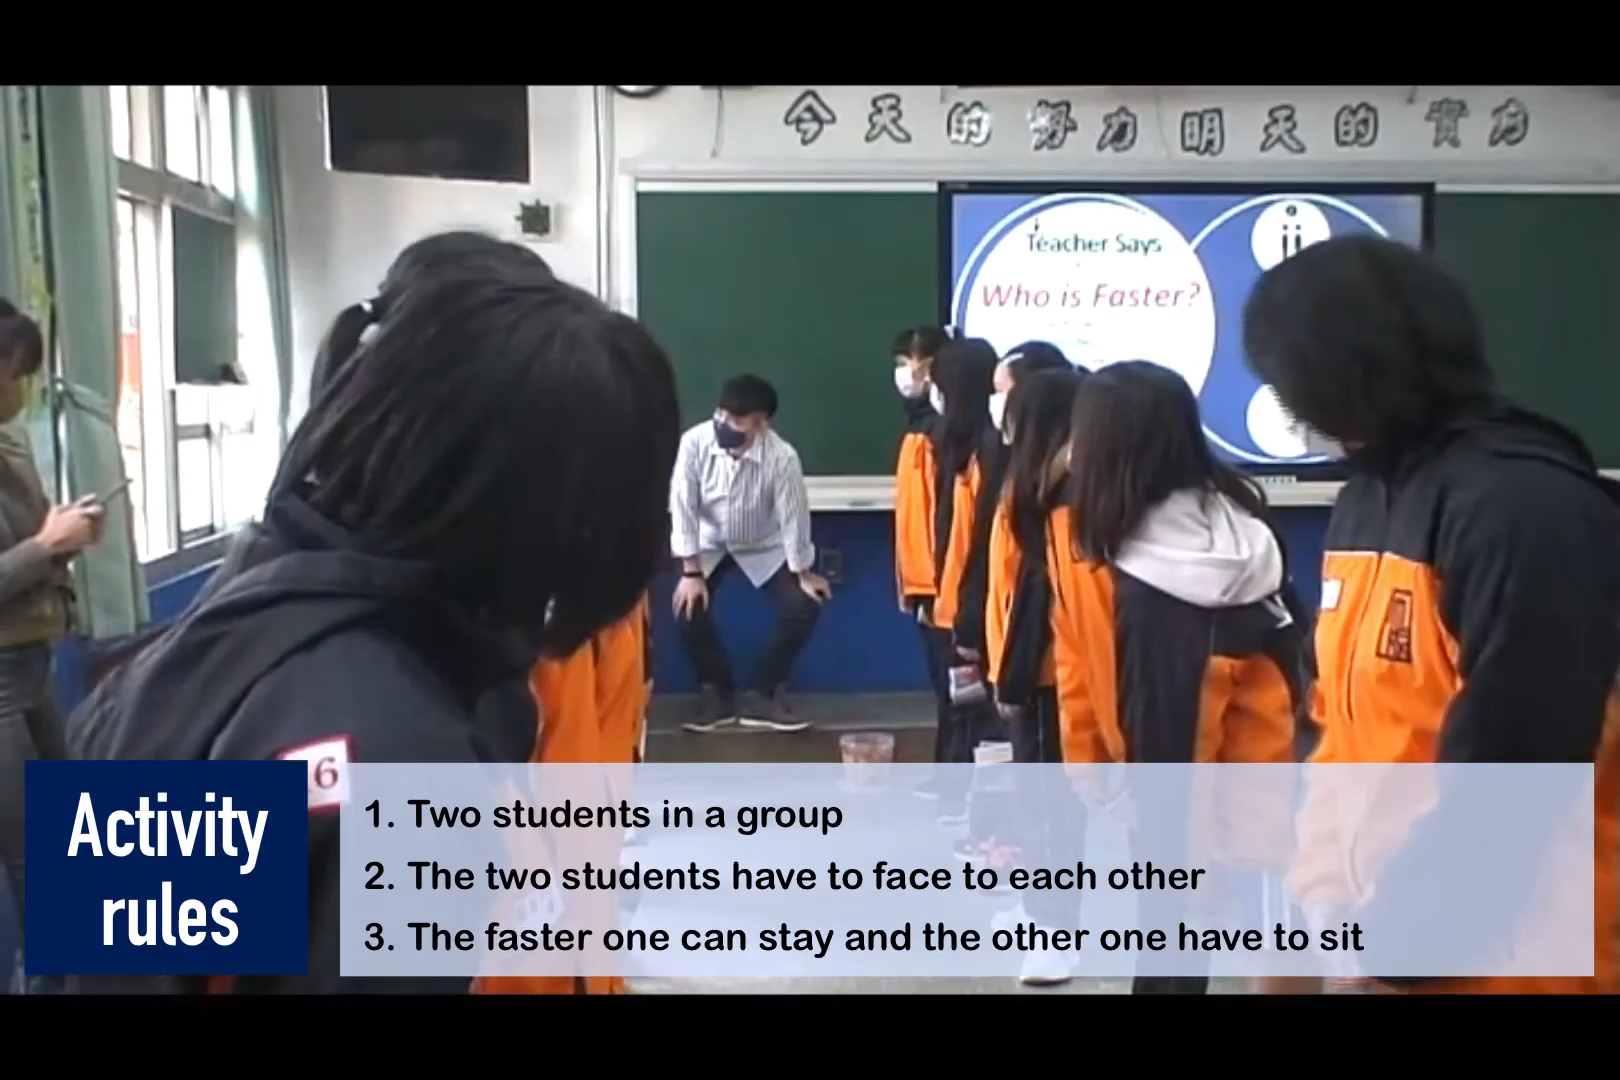 今天的努力明天的實力
Teacher Says
Who is Faster?
ii
16
Activity
rules
1. Two students in a group
2. The two students have to face to each other
3. The faster one can stay and the other one have to sit